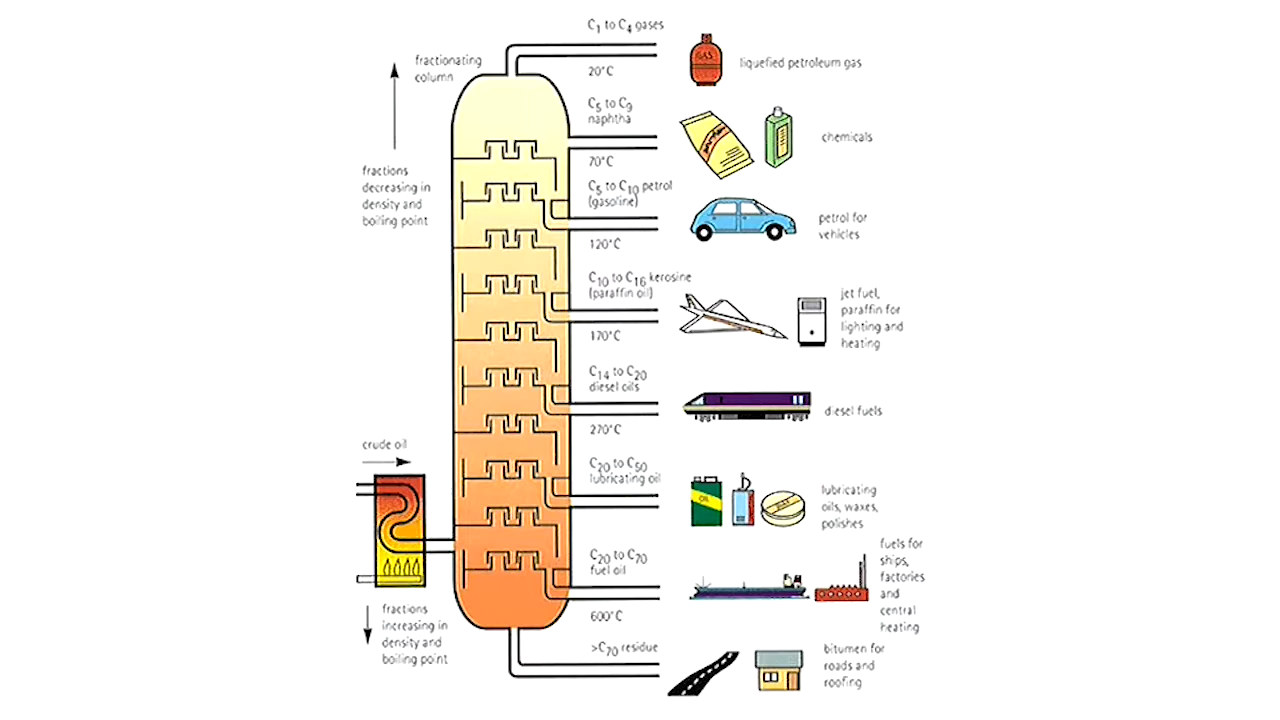 C1 to C4 gases
fractionating
column
20°C
GAS
liquefied petroleum gas
C5 to C9
naphtha
70°C
chemicals
fractions
decreasing in
density and
boiling point
C5 to C10 petrol
(gasoline)
120°C
petrol for
vehicles
C10 to C16 kerosine
(paraffin oil)
170°C
jet fuel,
paraffin for
lighting and
heating
C14 to C20
diesel oils
270°C
diesel fuels
crude oil
C20 to C50
lubricating oil
OIL
lubricating
oils, waxes,
polishes
C20 to C70
fuel oil
600°C
fuels for
ships,
factories
and
central
heating
fractions
increasing in
density and
boiling point
>C70 residue
bitumen for
roads and
roofing